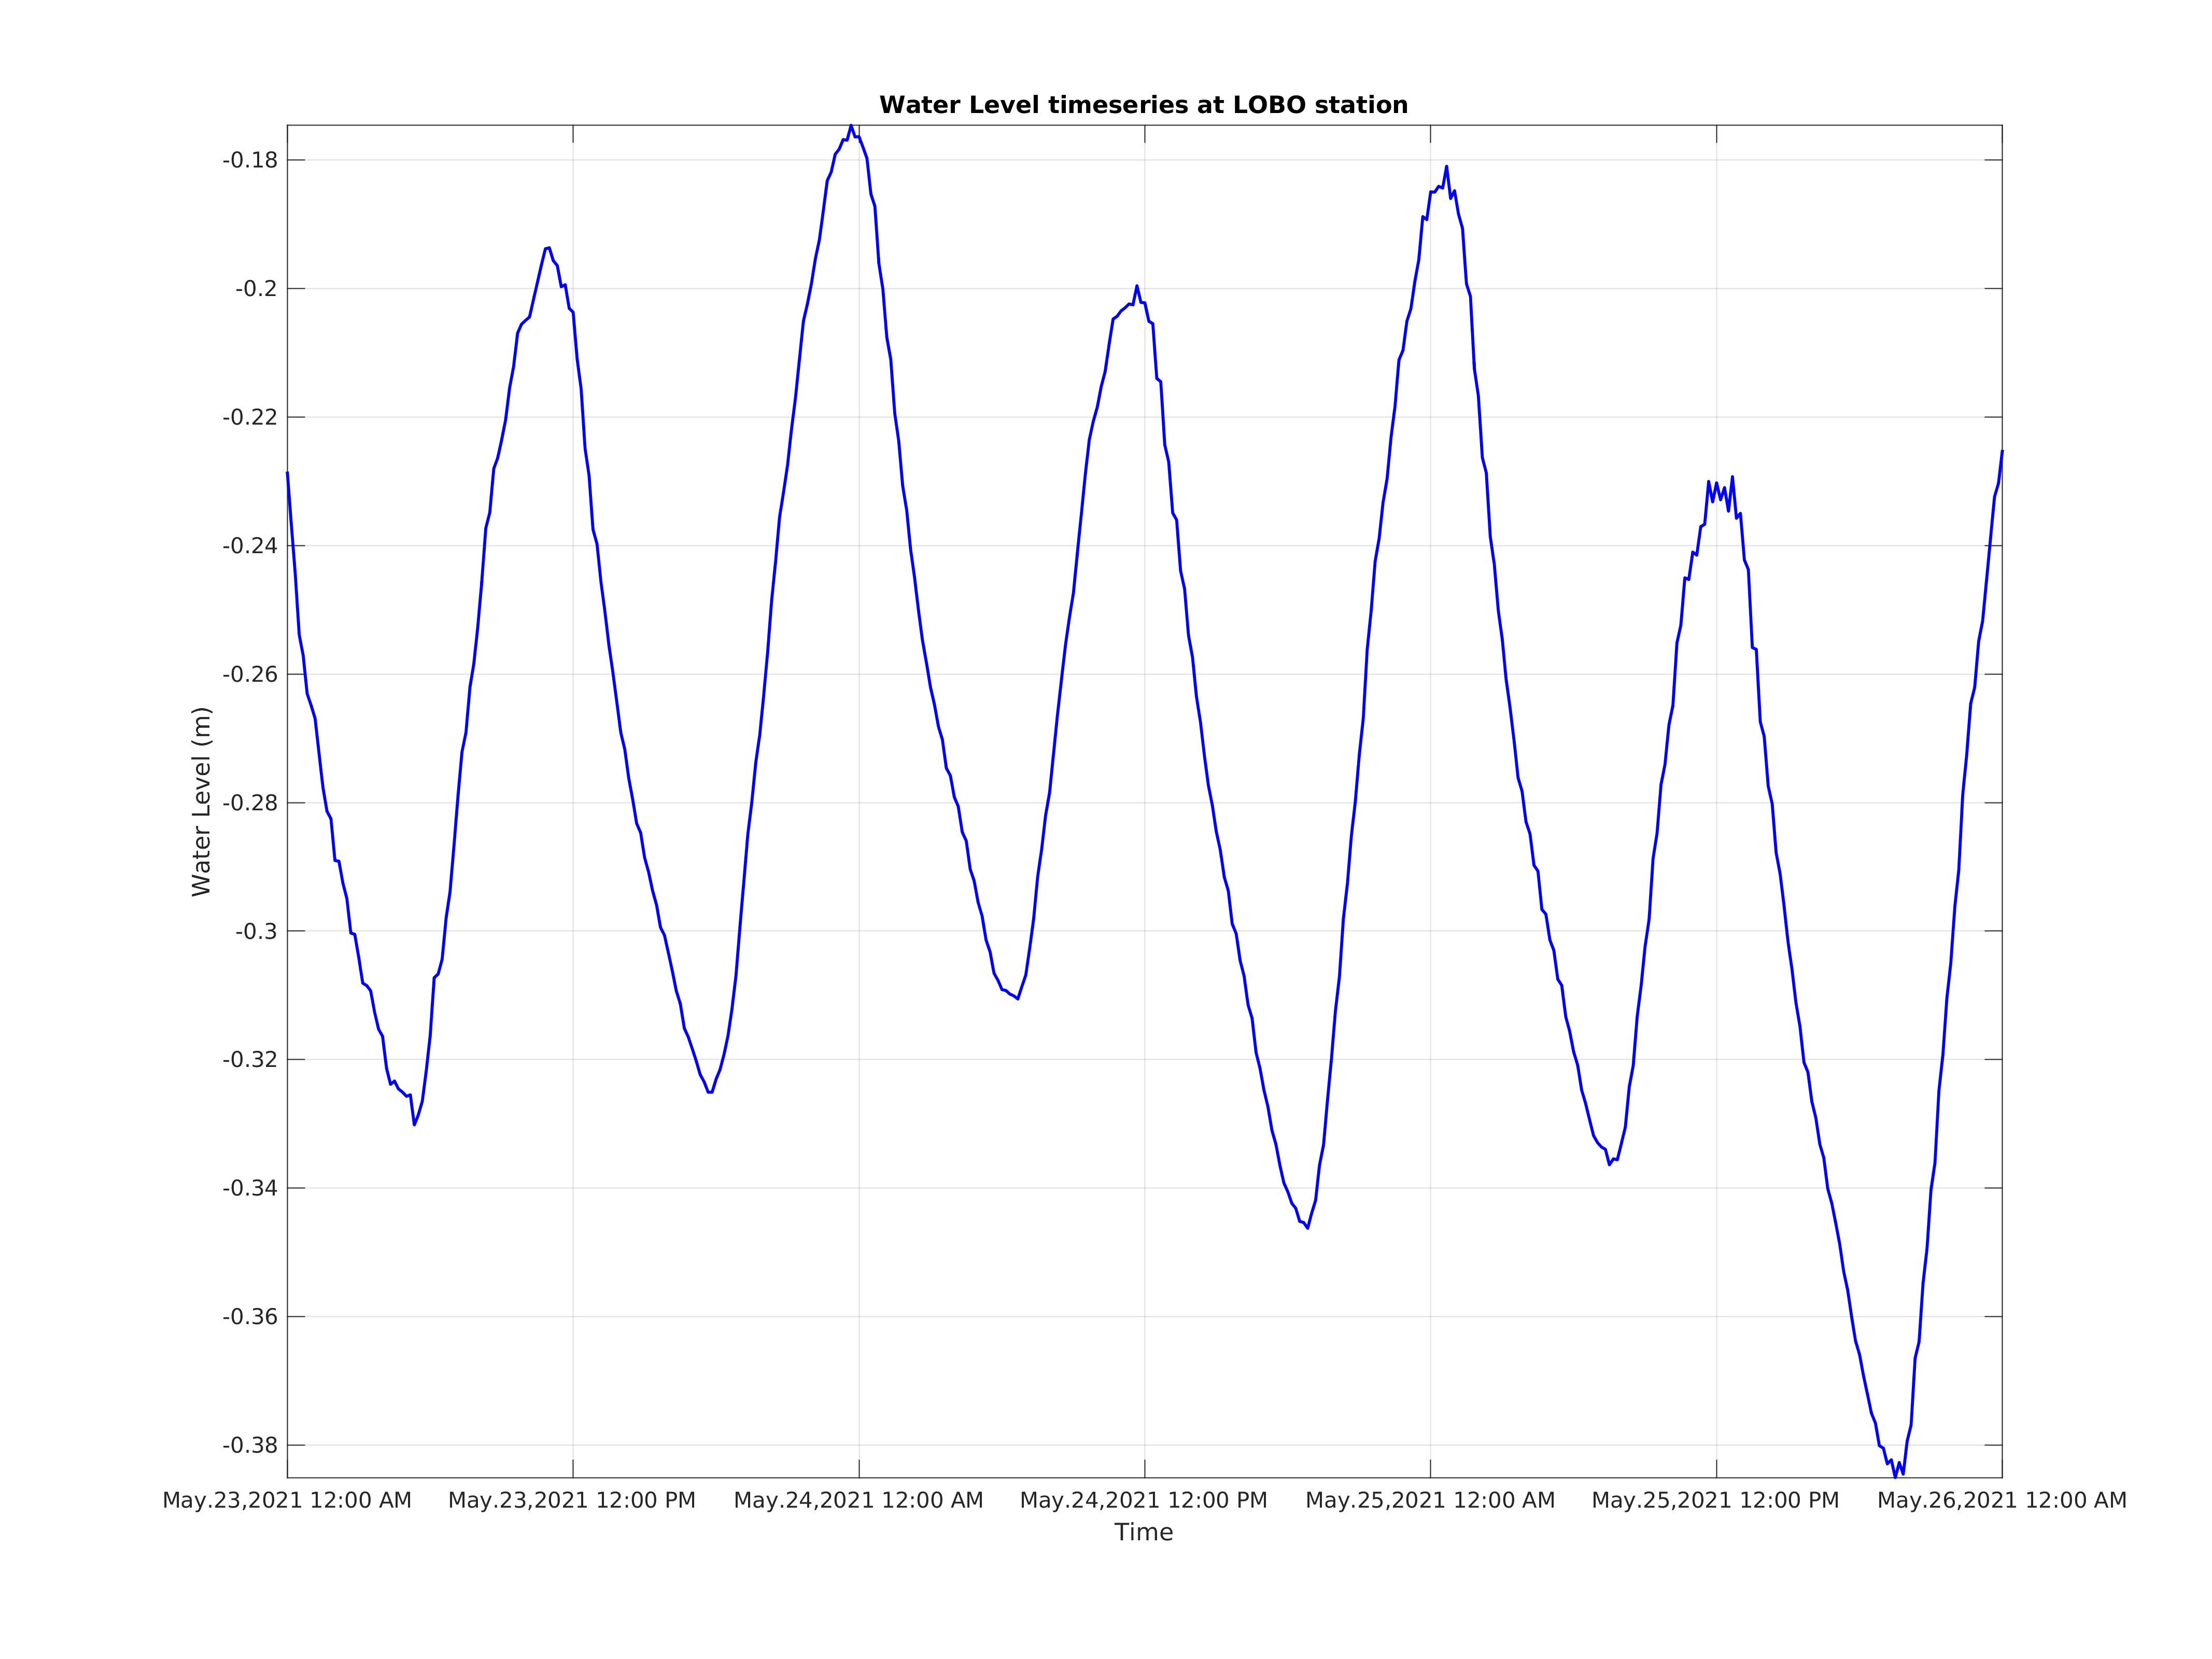 Water Level timeseries at LOBO station
-0.18
-0.2
-0.22
-0.24
-0.26
-0.28
-0.3
-0.32
-0.34
-0.36
-0.38
Water Level (m)
May.23,2021 12:00 AM May.23,2021 12:00 PM May.24,2021 12:00 AM May.24,2021 12:00 PM May.25,2021 12:00 AM May.25,2021 12:00 PM May.26,2021 12:00 AM
Time